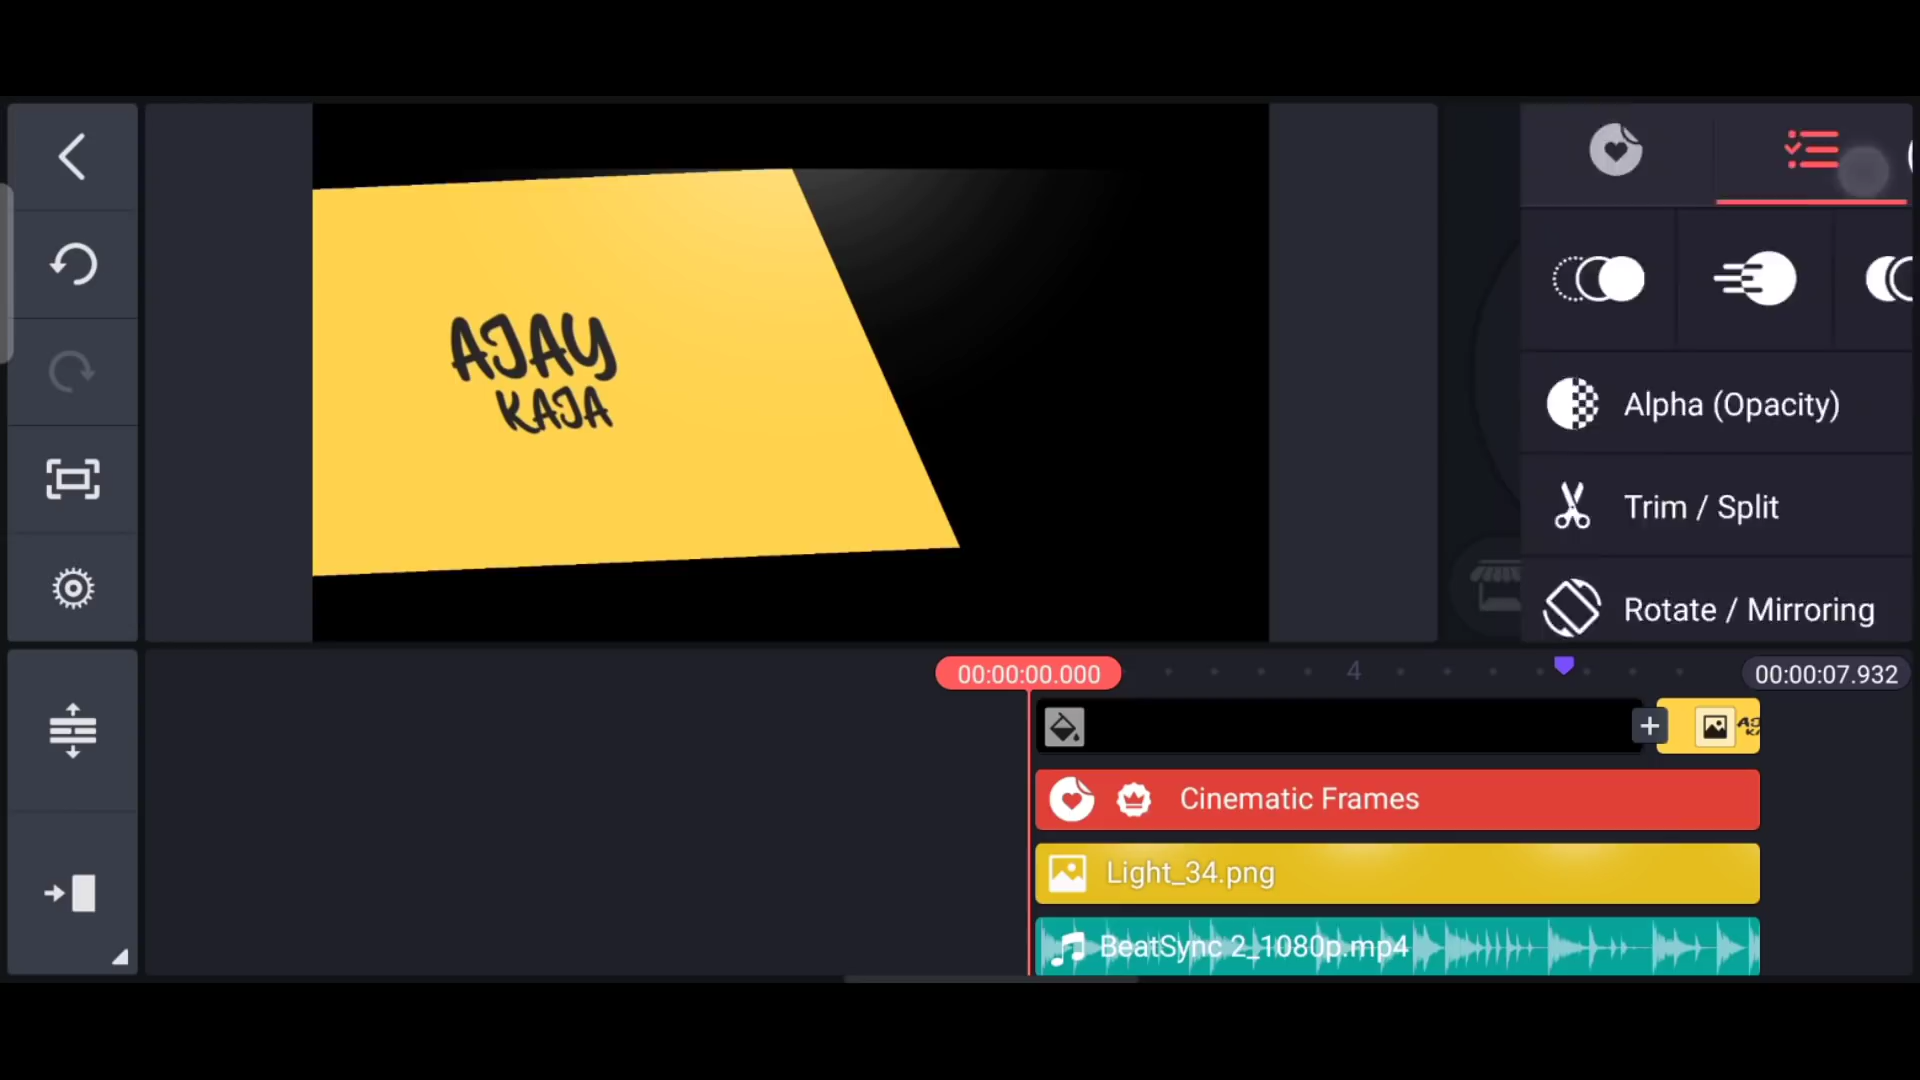 AJAY
KAJA
Alpha (Opacity)
Trim / Split
Rotate / Mirroring
00:00:00.000
4
00:00:07.932
Cinematic Frames
Light_34.png
BeatSync 2_1080p.mp4